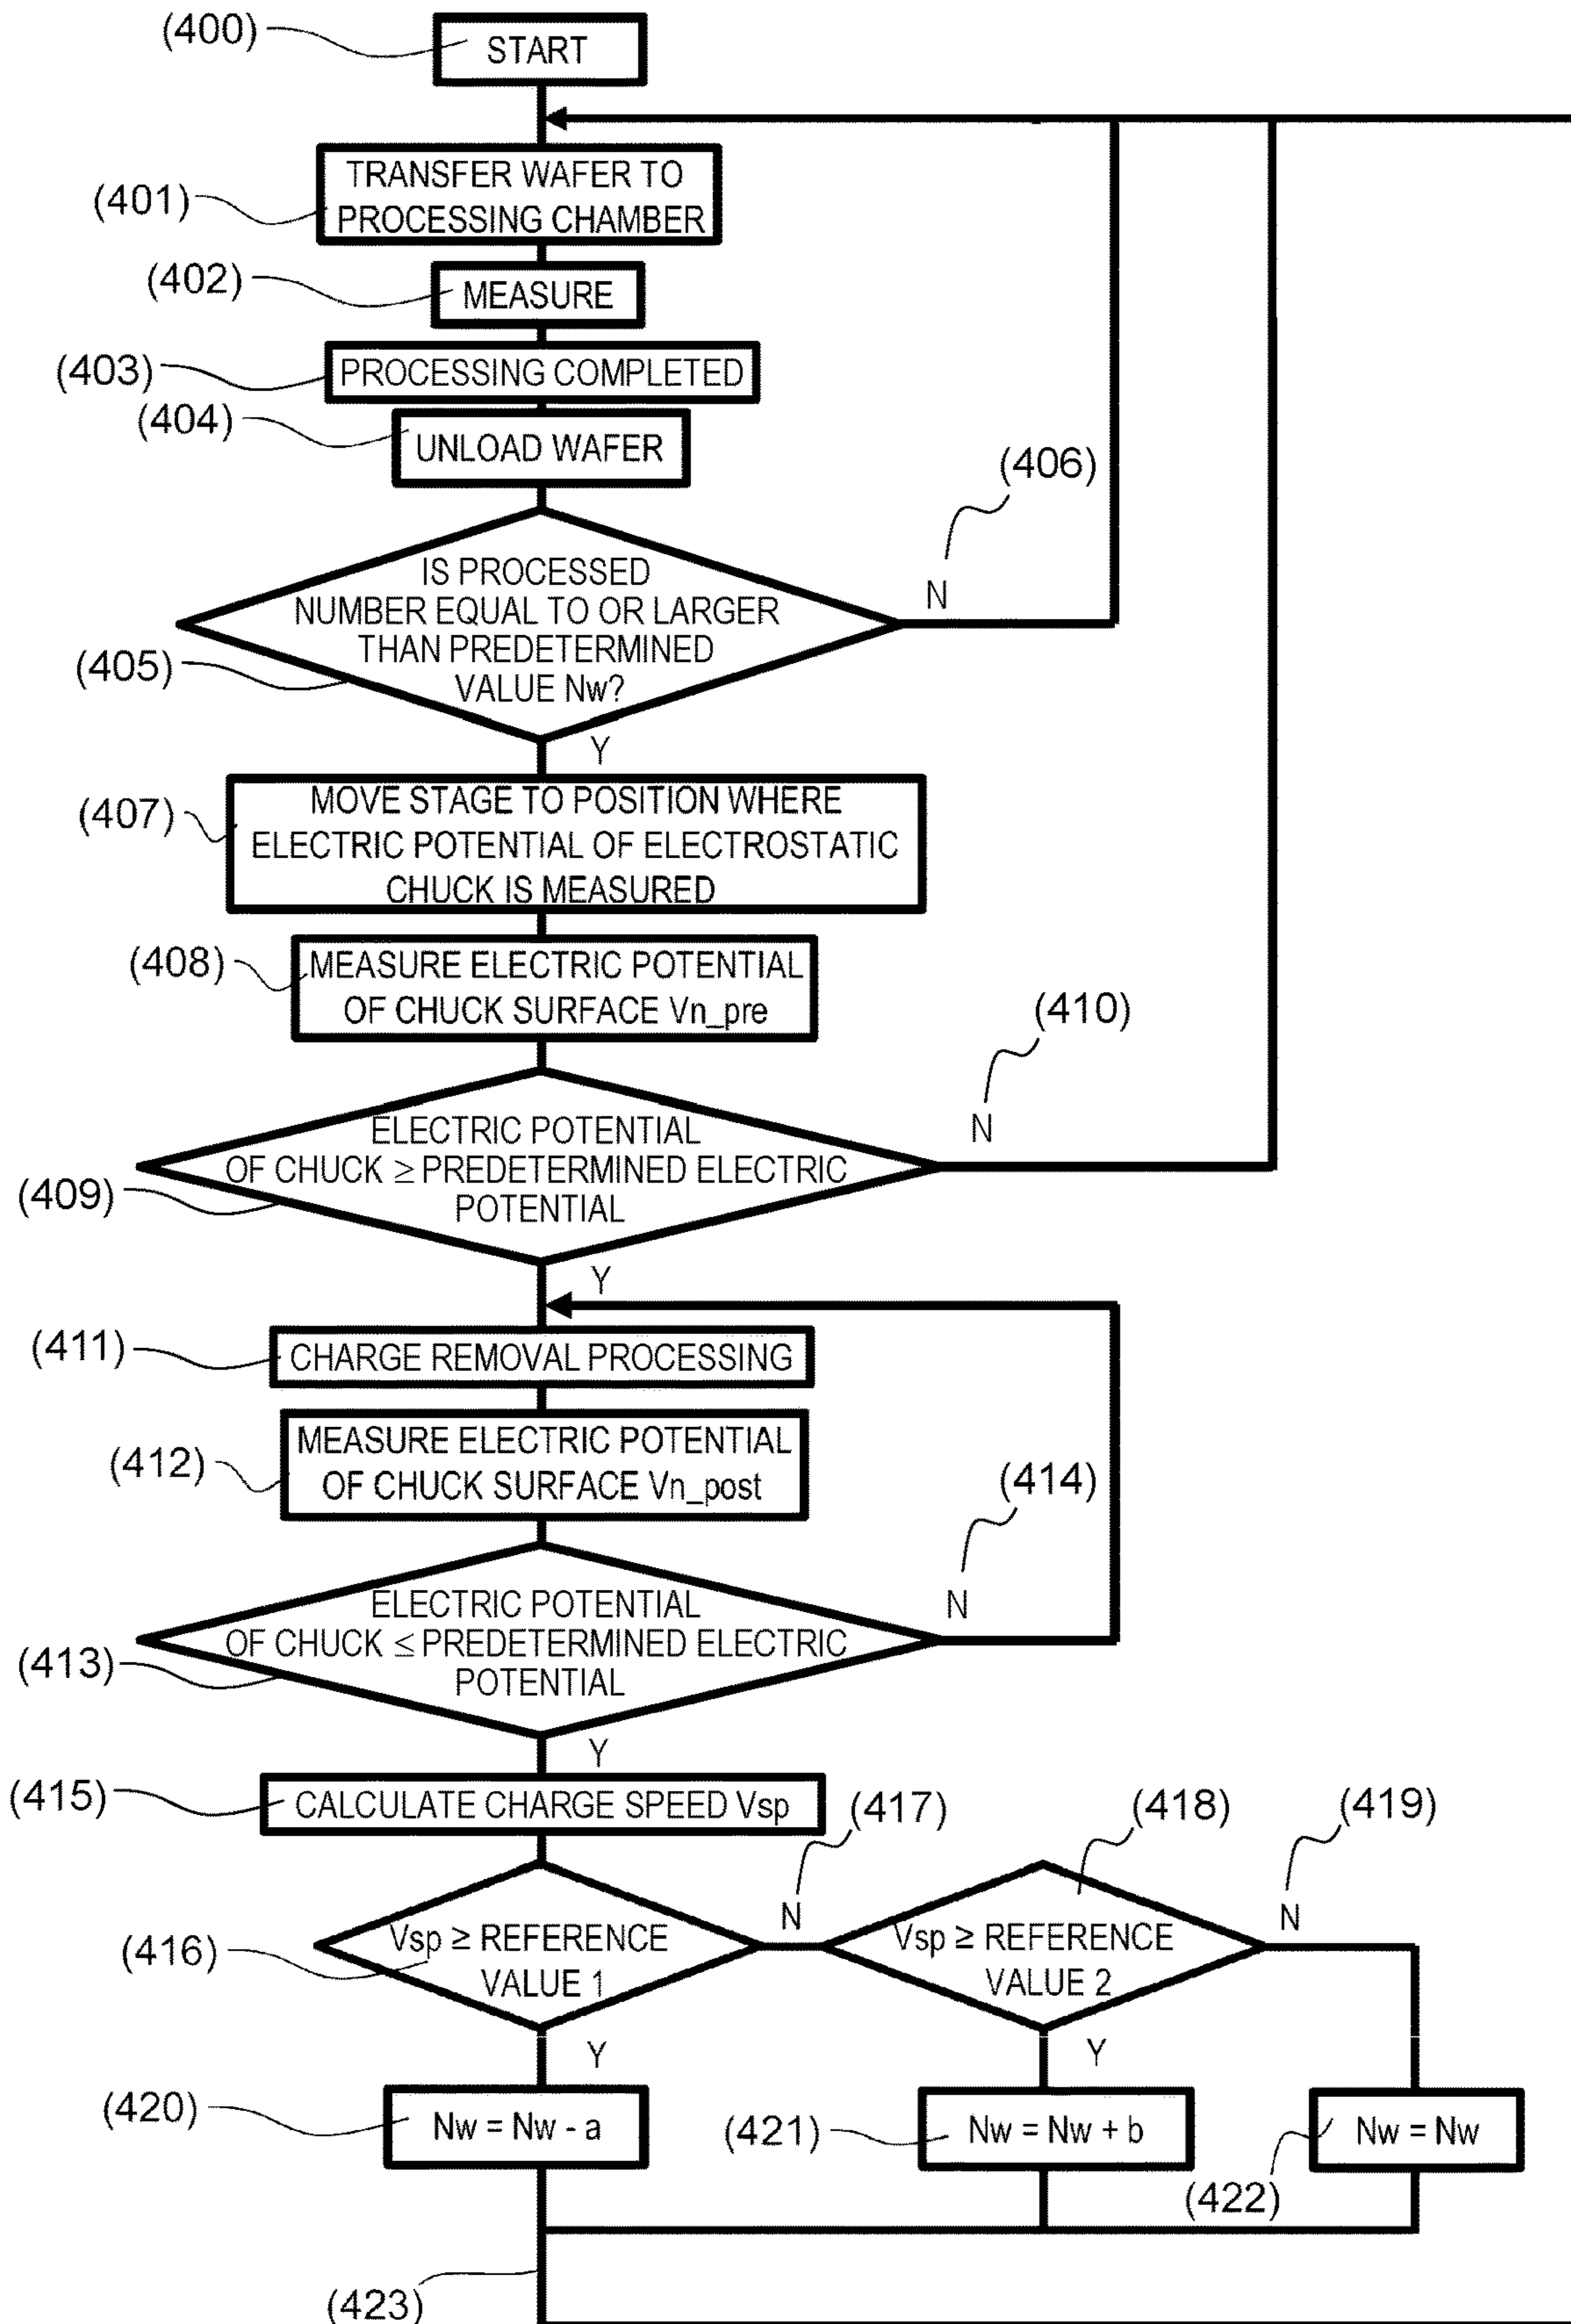 (400)
START
(401)
TRANSFER WAFER TO
PROCESSING CHAMBER
(402)
MEASURE
(403)
PROCESSING COMPLETED
(404)
UNLOAD WAFER
(406)
IS PROCESSED
NUMBER EQUAL TO OR LARGER
THAN PREDETERMINED
VALUE Nw?
N
(405)
Y
(407)
MOVE STAGE TO POSITION WHERE
ELECTRIC POTENTIAL OF ELECTROSTATIC
CHUCK IS MEASURED
(408)
MEASURE ELECTRIC POTENTIAL
OF CHUCK SURFACE Vn_pre
(410)
N
ELECTRIC POTENTIAL
OF CHUCK ≥ PREDETERMINED ELECTRIC
POTENTIAL
(409)
Y
(411)
CHARGE REMOVAL PROCESSING
(412)
MEASURE ELECTRIC POTENTIAL
OF CHUCK SURFACE Vn_post
(414)
N
ELECTRIC POTENTIAL
OF CHUCK ≤ PREDETERMINED ELECTRIC
POTENTIAL
(413)
Y
(415)
CALCULATE CHARGE SPEED Vsp
(417)
(418)
(419)
N
N
Vsp ≥ REFERENCE
VALUE 1
(416)
Vsp ≥ REFERENCE
VALUE 2
Y
Y
(420)
Nw = Nw - a
(421)
Nw = Nw + b
Nw = Nw
(422)
(423)